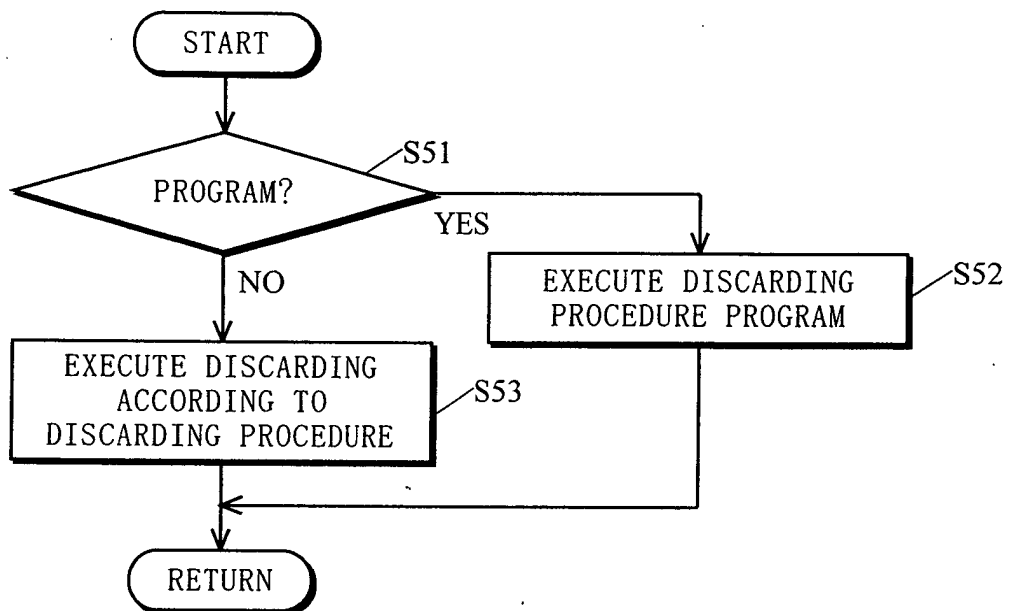 START
S51
PROGRAM?
YES
NO
EXECUTE DISCARDING
PROCEDURE PROGRAM
S52
EXECUTE DISCARDING
ACCORDING TO
DISCARDING PROCEDURE
S53
RETURN